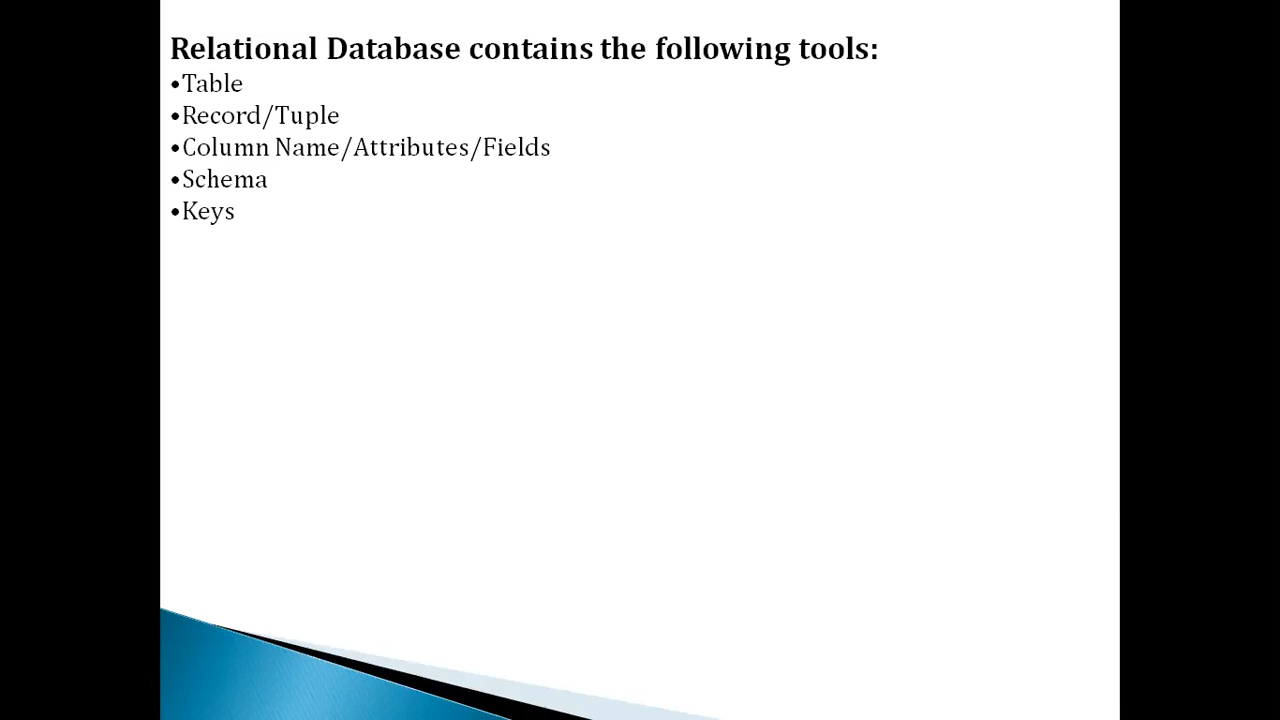 Relational Database contains the following tools:
•Table
•Record/Tuple
•Column Name/Attributes/Fields
•Schema
•Keys